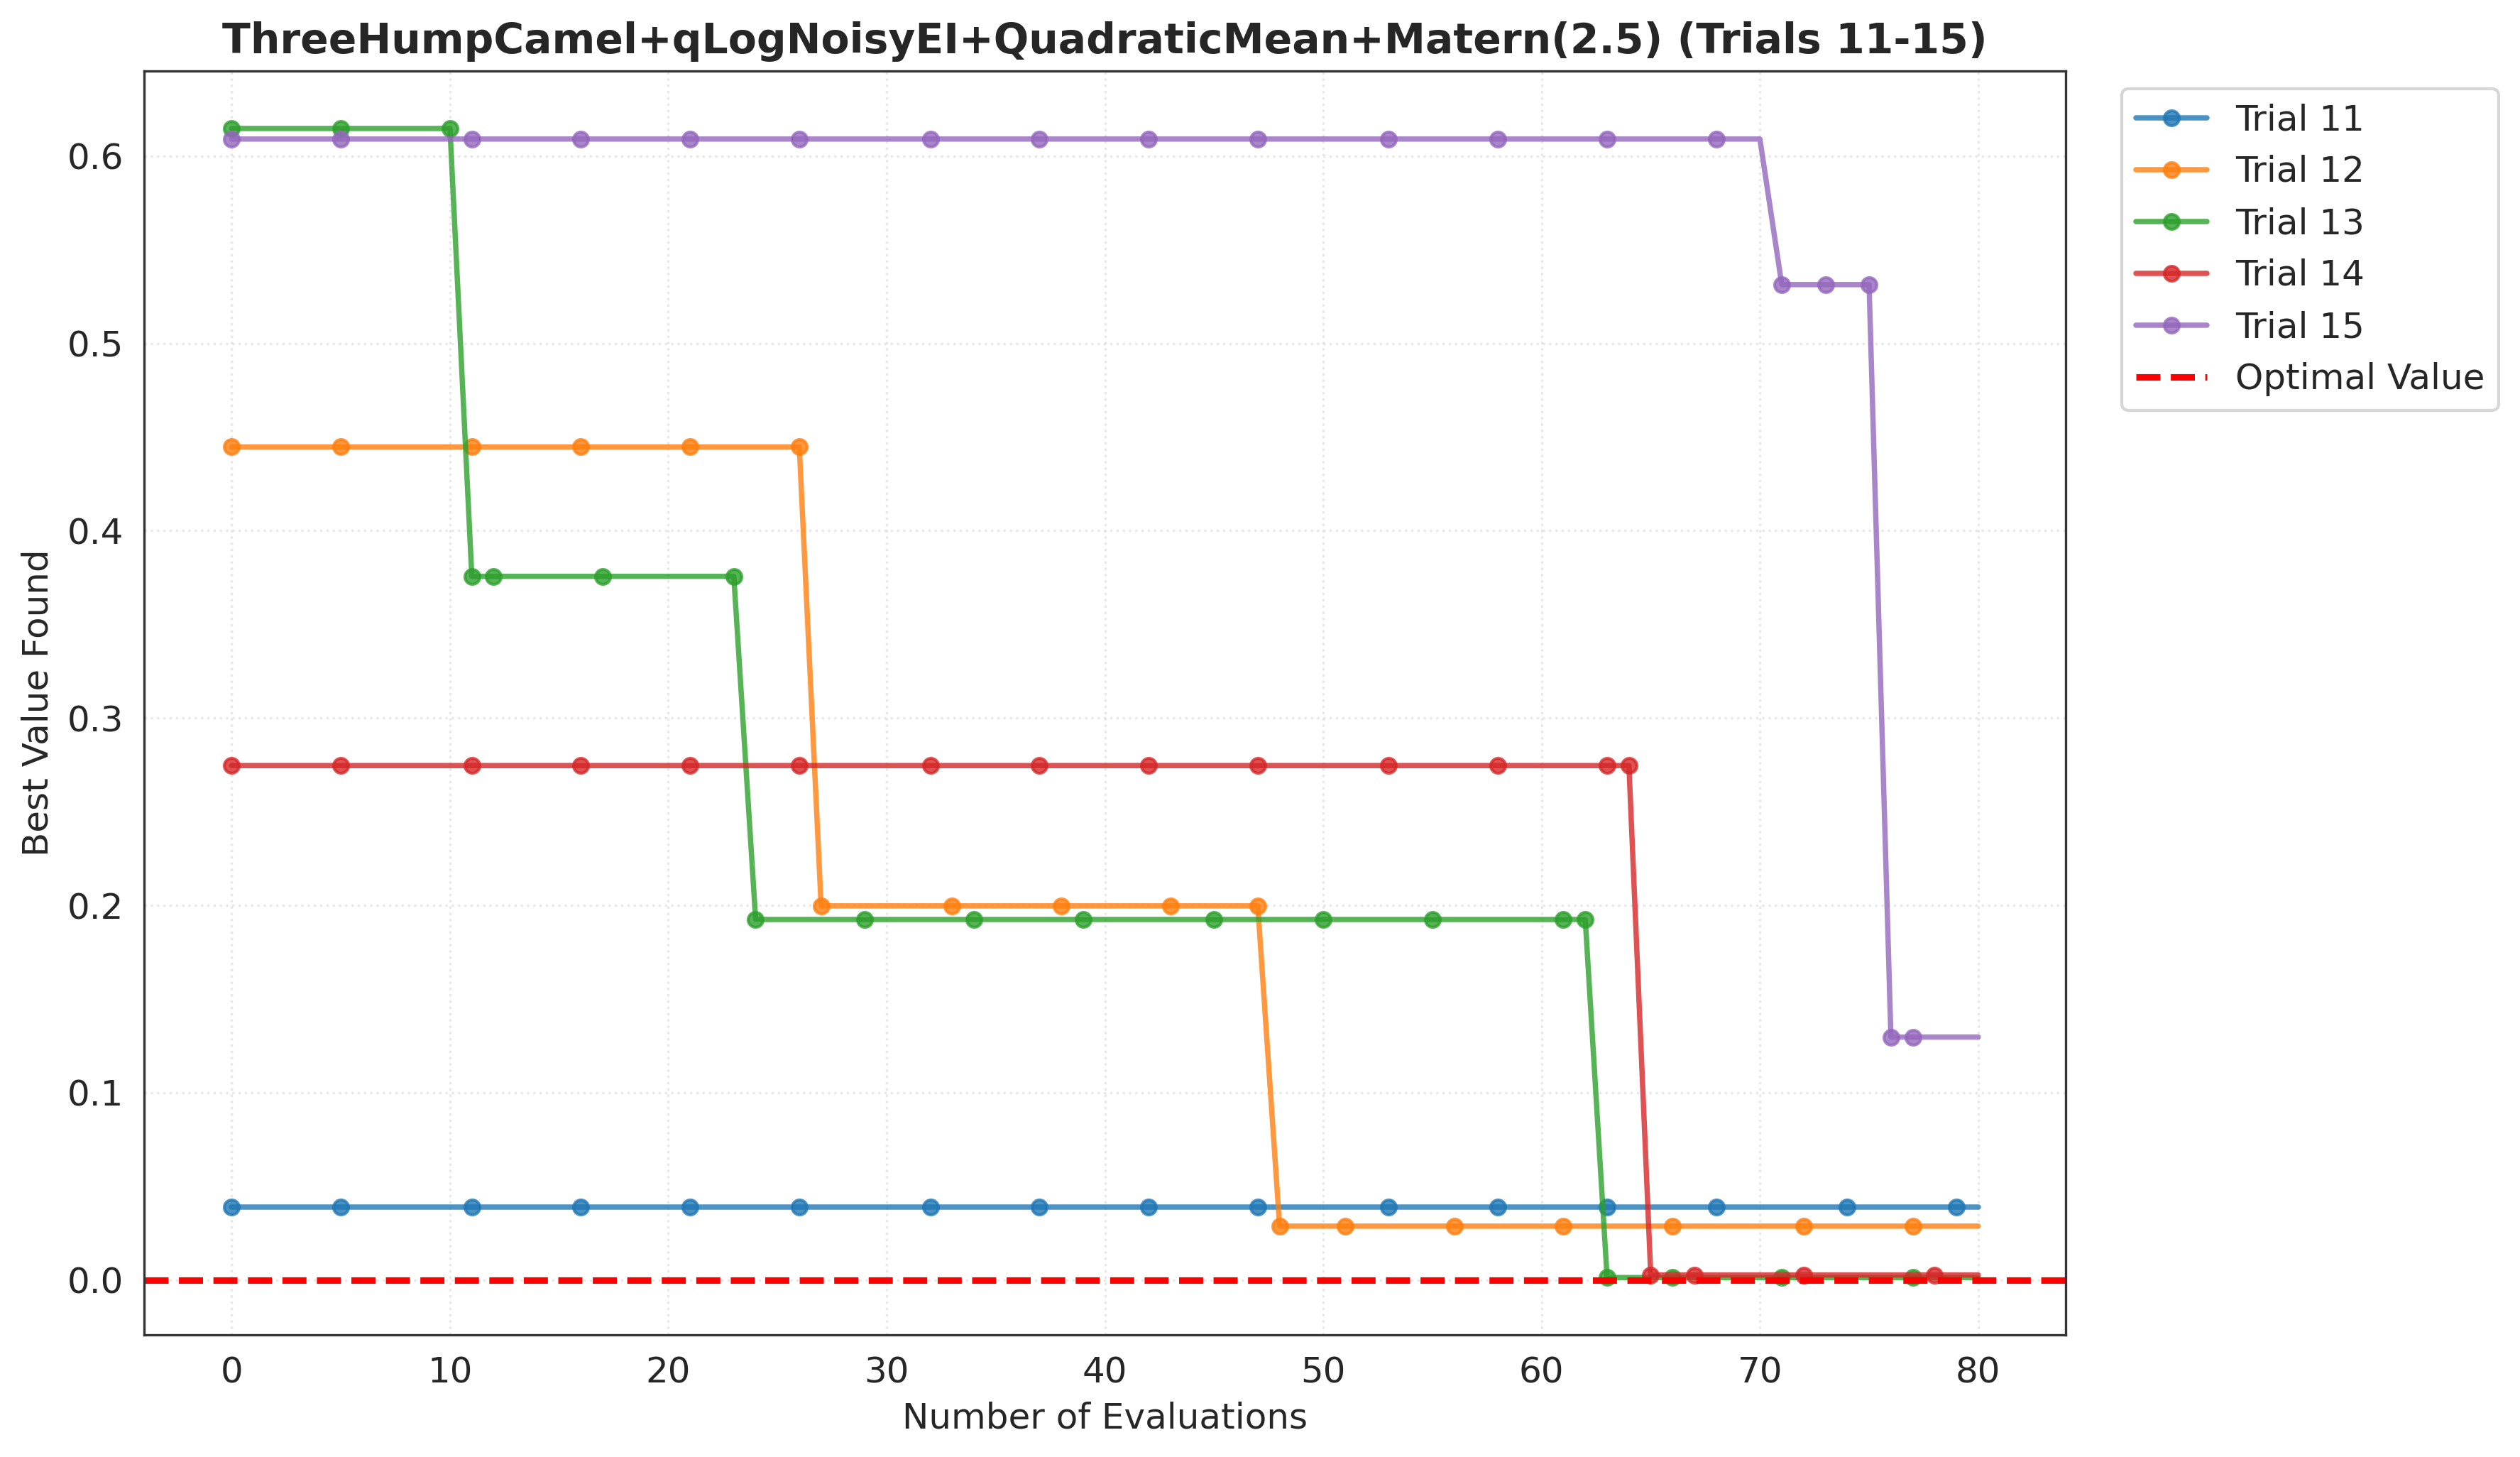 ThreeHumpCamel+qLogNoisyEI+QuadraticMean+Matern(2.5) (Trials 11-15)
Trial 11
Trial 12
Trial 13
Trial 14
Trial 15
Optimal Value
Best Value Found
0.6
0.5
0.4
0.3
0.2
0.1
0.0
0 10 20 30 40 50 60 70 80
Number of Evaluations